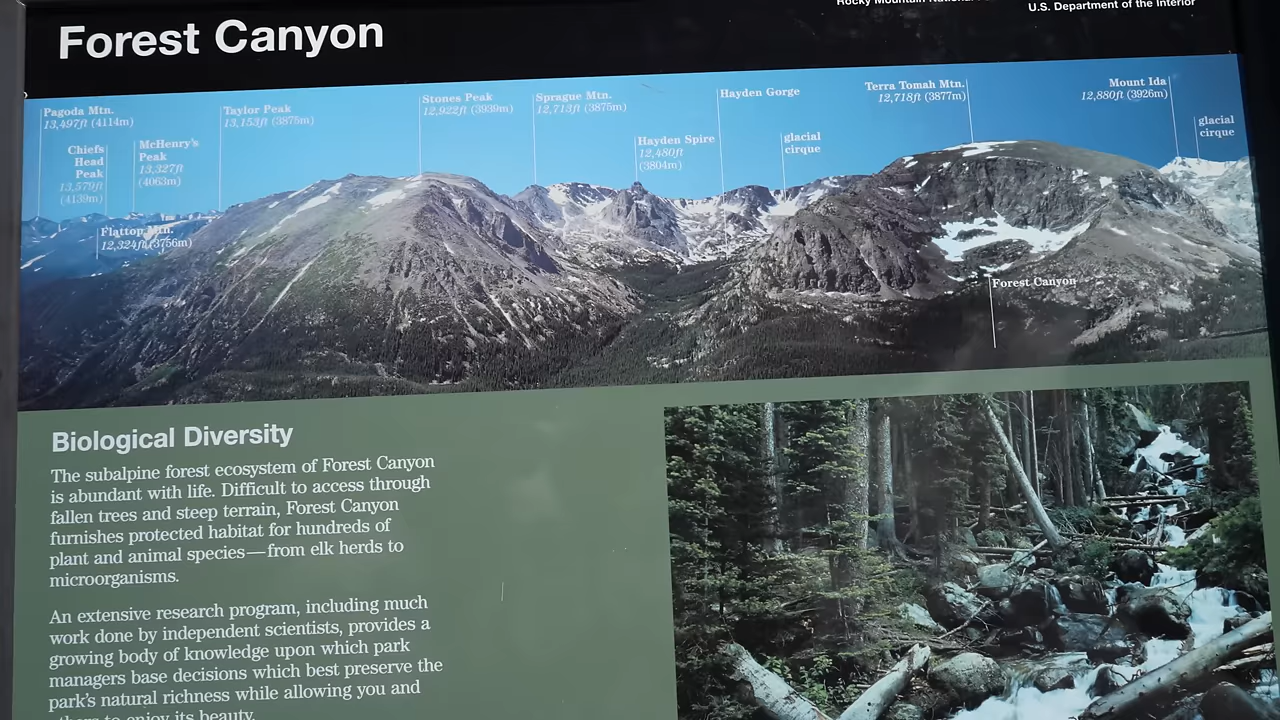 Rocky Mountain National
U.S. Department of the Interior
Forest Canyon
Pagoda Mtn.
13,497ft (4114m)
Chiefs
Head
Peak
13,579ft
(4139m)
McHenry's
Peak
13,327ft
(4063m)
Flattop Mtn.
12,324ft (3756m)
Taylor Peak
13,153ft (3875m)
Stones Peak
12,922ft (3939m)
Sprague Mtn.
12,713ft (3875m)
Hayden Spire
12,480ft
(3804m)
Hayden Gorge
glacial
cirque
Terra Tomah Mtn.
12,718ft (3877m)
Forest Canyon
Mount Ida
12,880ft (3926m)
glacial
cirque
Biological Diversity
The subalpine forest ecosystem of Forest Canyon
is abundant with life. Difficult to access through
fallen trees and steep terrain, Forest Canyon
furnishes protected habitat for hundreds of
plant and animal species—from elk herds to
microorganisms.
An extensive research program, including much
work done by independent scientists, provides a
growing body of knowledge upon which park
managers base decisions which best preserve the
park's natural richness while allowing you and
others to enjoy its beauty.